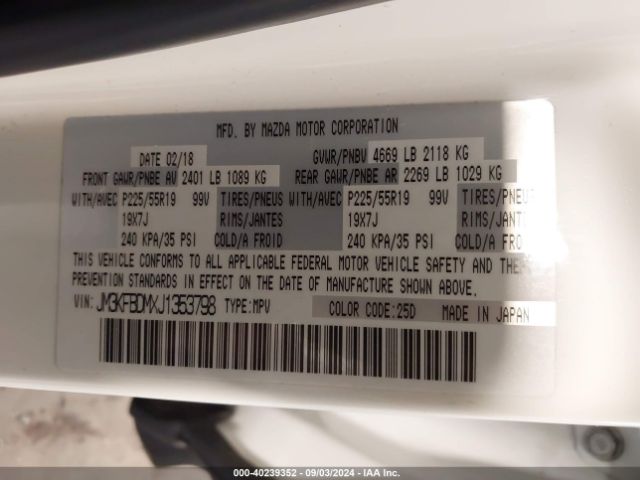 MFD. BY MAZDA MOTOR CORPORATION
DATE 02/18 GVWR/PNBV 4669 LB 2118 KG
FRONT GAWR/PNBE AV 2401 LB 1089 KG REAR GAWR/PNBE AR 2269 LB 1029 KG
WITH/AVEC P225/55R19 99V TIRES/PNEUS WITH/AVEC P225/55R19 99V TIRES/PNEUS
19X7J RIMS/JANTES 19X7J RIMS/JANTES
240 KPA/35 PSI COLD/A FROID 240 KPA/35 PSI COLD/A FROID
THIS VEHICLE CONFORMS TO ALL APPLICABLE FEDERAL MOTOR VEHICLE SAFETY AND THEFT
PREVENTION STANDARDS IN EFFECT ON THE DATE OF MANUFACTURE SHOWN ABOVE.
VIN: JM3KFBDMXJ1353798 TYPE:MPV COLOR CODE:25D MADE IN JAPAN
000-40239352 - 09/03/2024 - IAA Inc.